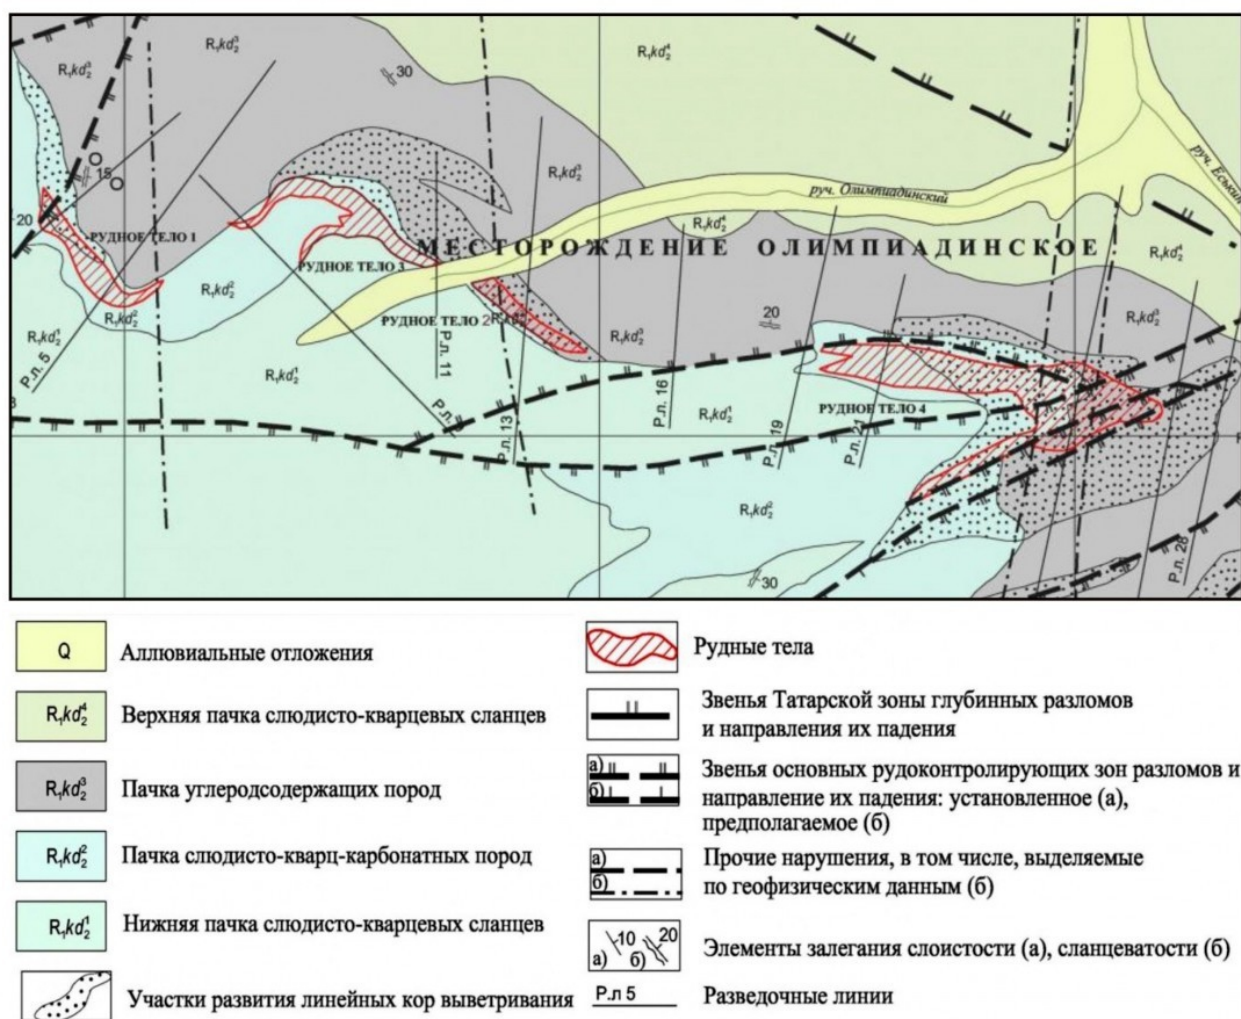 R₁kd₂³
R₁kd₂⁴
R₁kd₂³
30
15
R₁kd₂³
руч. Олимпиадинский
руч. Еськин
20
РУДНОЕ ТЕЛО 1
R₁kd₂⁴
МЕСТОРОЖДЕНИЕ ОЛИМПИАДИНСКОЕ
R₁kd₂⁴
РУДНОЕ ТЕЛО 3
R₁kd₂²
R₁kd₂²
РУДНОЕ ТЕЛО 2
20
R₁kd₂³
R₁kd₂³
R₁kd₂¹
Р.л. 5
R₁kd₂¹
Р.л. 11
Р.л. 16
R₁kd₂¹
РУДНОЕ ТЕЛО 4
Р.л. 13
Р.л. 19
Р.л. 21
R₁kd₂²
Р.л. 28
30
Q Аллювиальные отложения
R₁kd₂⁴ Верхняя пачка слюдисто-кварцевых сланцев
R₁kd₂³ Пачка углеродсодержащих пород
R₁kd₂² Пачка слюдисто-кварц-карбонатных пород
R₁kd₂¹ Нижняя пачка слюдисто-кварцевых сланцев
Участки развития линейных кор выветривания
Рудные тела
Звенья Татарской зоны глубинных разломов
и направления их падения
а) Звенья основных рудоконтролирующих зон разломов и
б) направление их падения: установленное (а),
предполагаемое (б)
а) Прочие нарушения, в том числе, выделяемые
б) по геофизическим данным (б)
а) 10 б) 20 Элементы залегания слоистости (а), сланцеватости (б)
Р.л 5 Разведочные линии